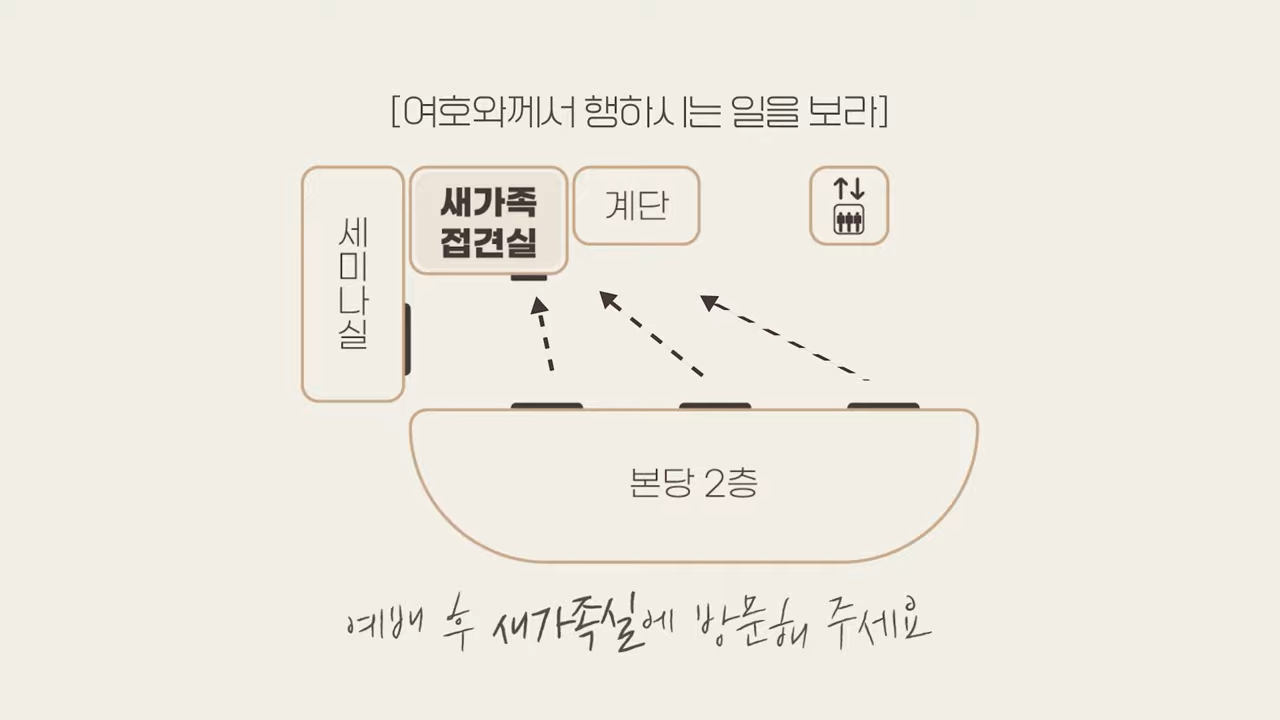 [여호와께서 행하시는 일을 보라]
세미나실
새가족
접견실
계단
본당 2층
예배 후 새가족실에 방문해 주세요